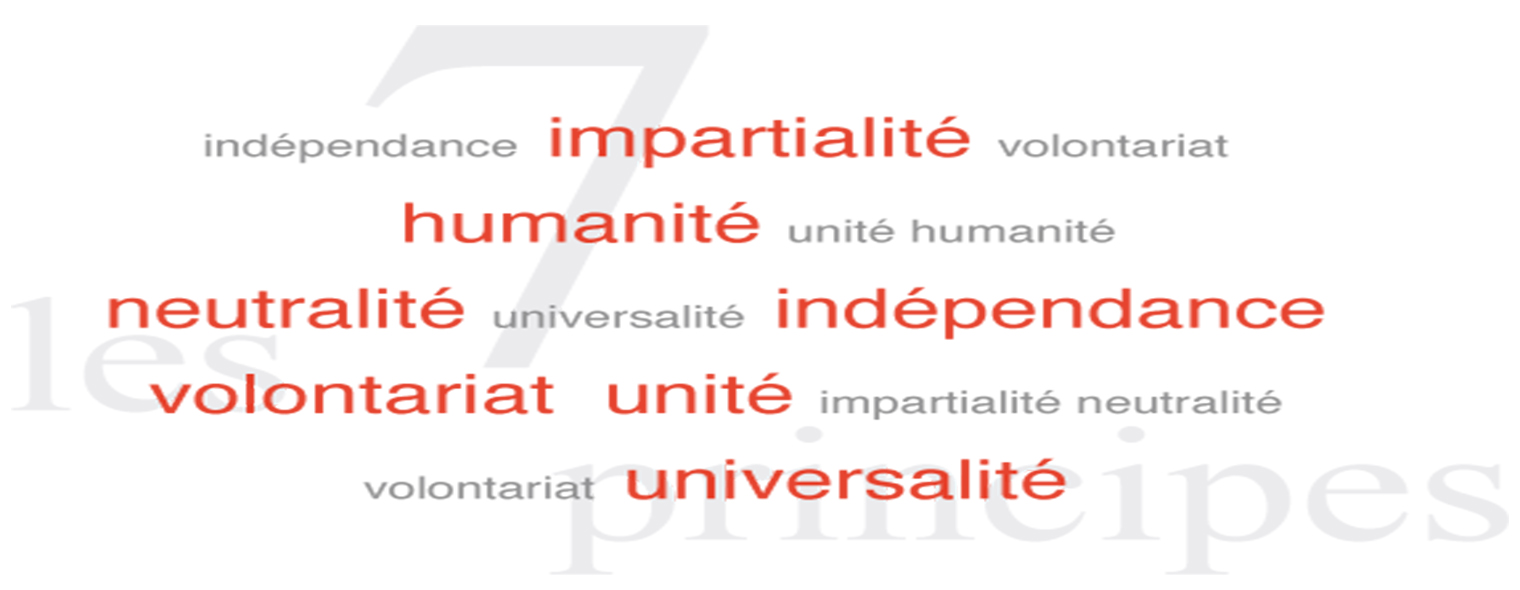 7
indépendance impartialité volontariat
humanité unité humanité
neutralité universalité indépendance
les
volontariat unité impartialité neutralité
volontariat universalité
principes